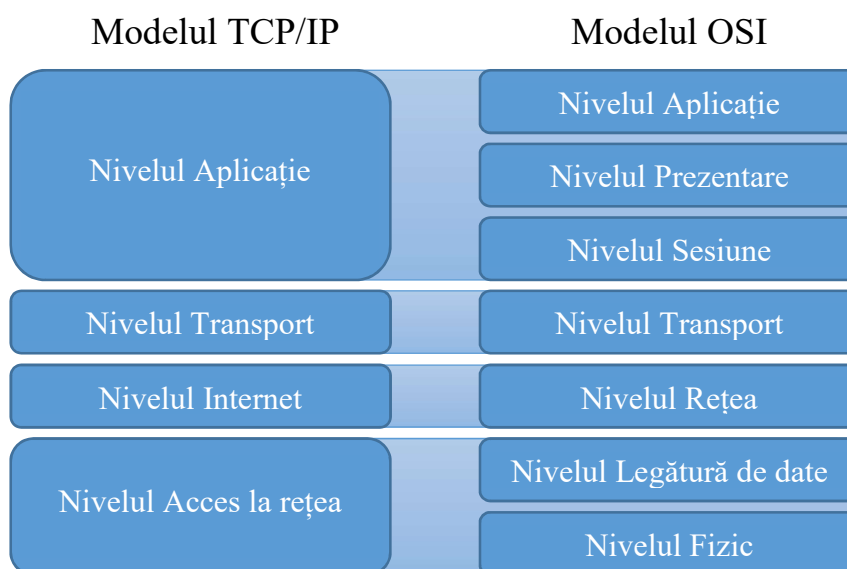 Modelul TCP/IP
Modelul OSI
Nivelul Aplicație
Nivelul Transport
Nivelul Internet
Nivelul Acces la rețea
Nivelul Aplicație
Nivelul Prezentare
Nivelul Sesiune
Nivelul Transport
Nivelul Rețea
Nivelul Legătură de date
Nivelul Fizic